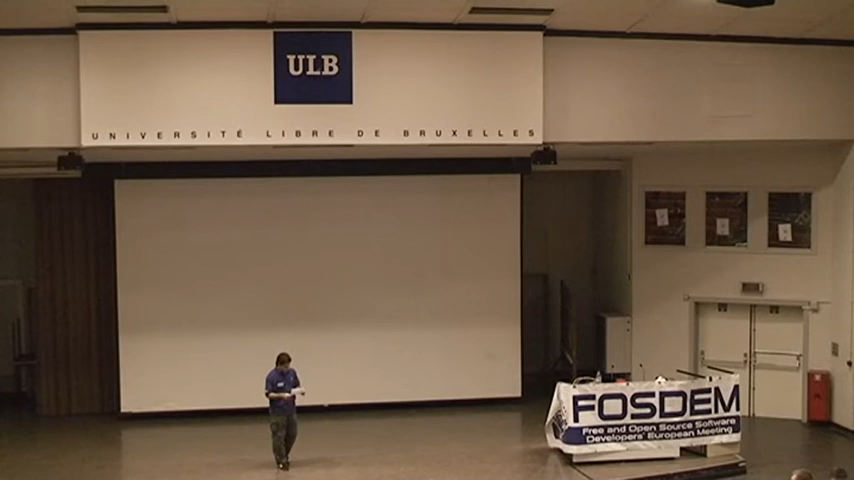 ULB
UNIVERSITÉ LIBRE DE BRUXELLES
FOSDEM
Free and Open Source Software
Developers' European Meeting